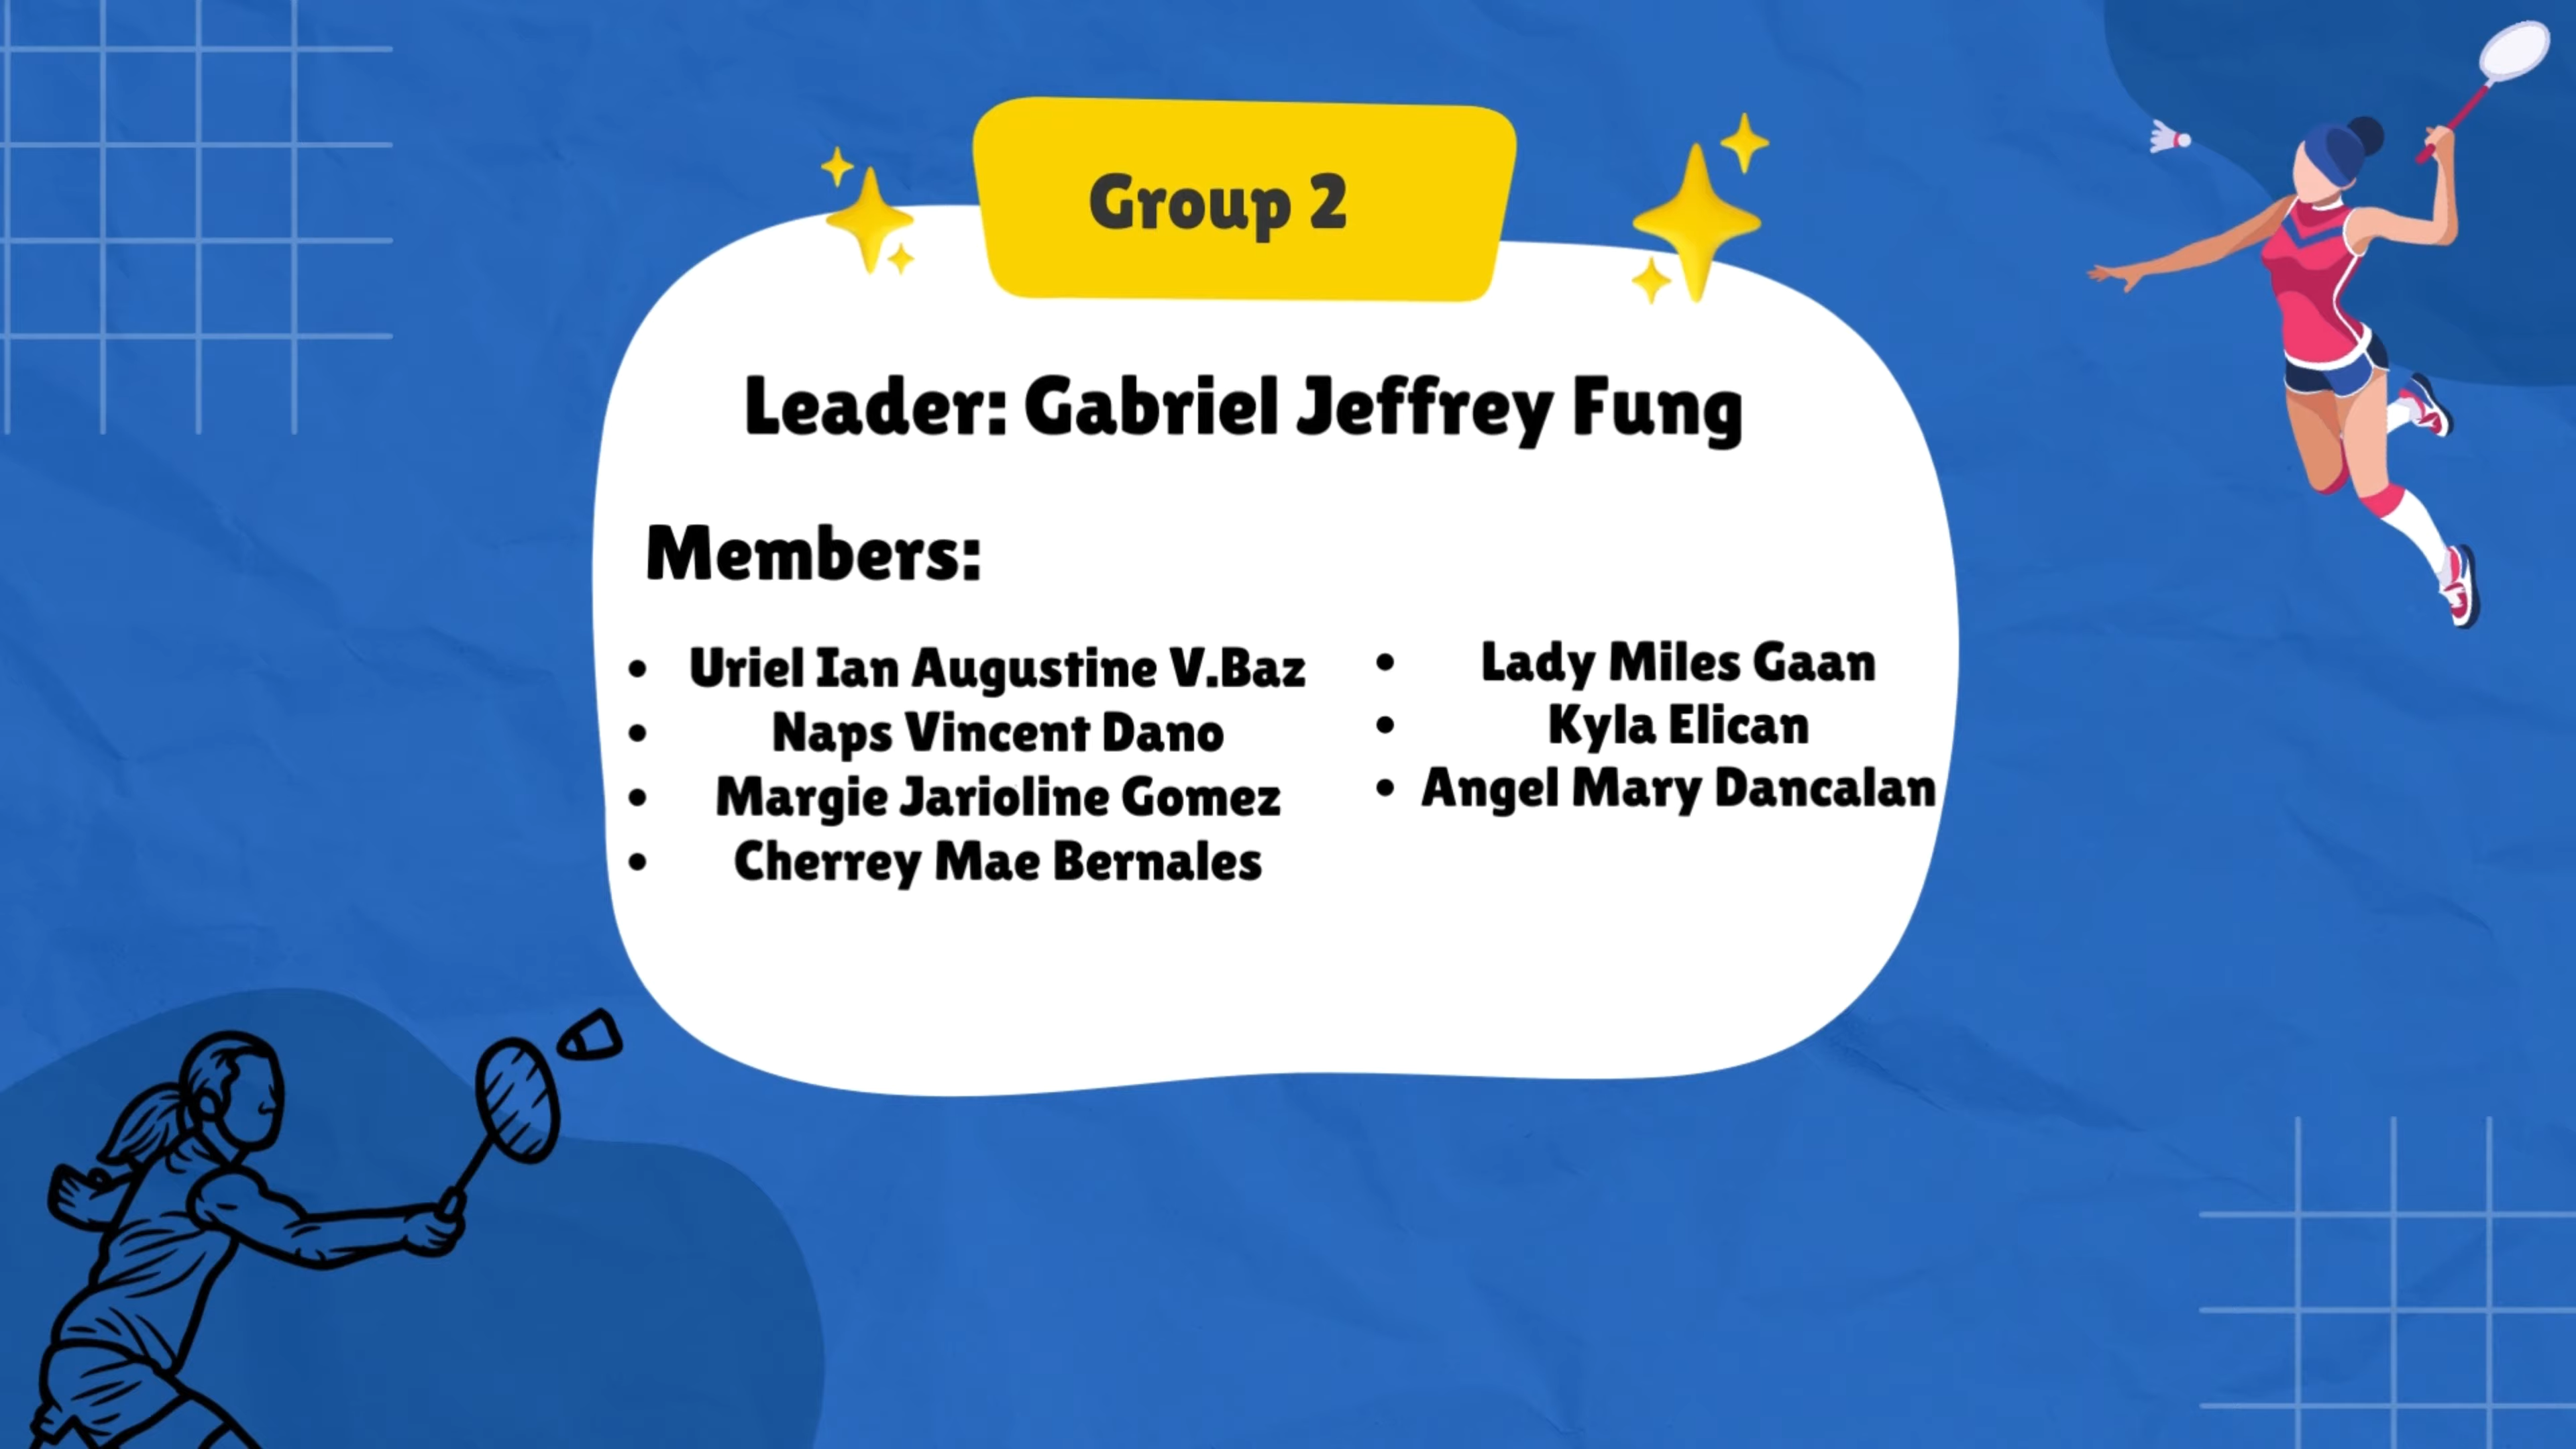 Group 2
Leader: Gabriel Jeffrey Fung
Members:
• Uriel Ian Augustine V.Baz
• Naps Vincent Dano
• Margie Jarioline Gomez
• Cherrey Mae Bernales
• Lady Miles Gaan
• Kyla Elican
• Angel Mary Dancalan